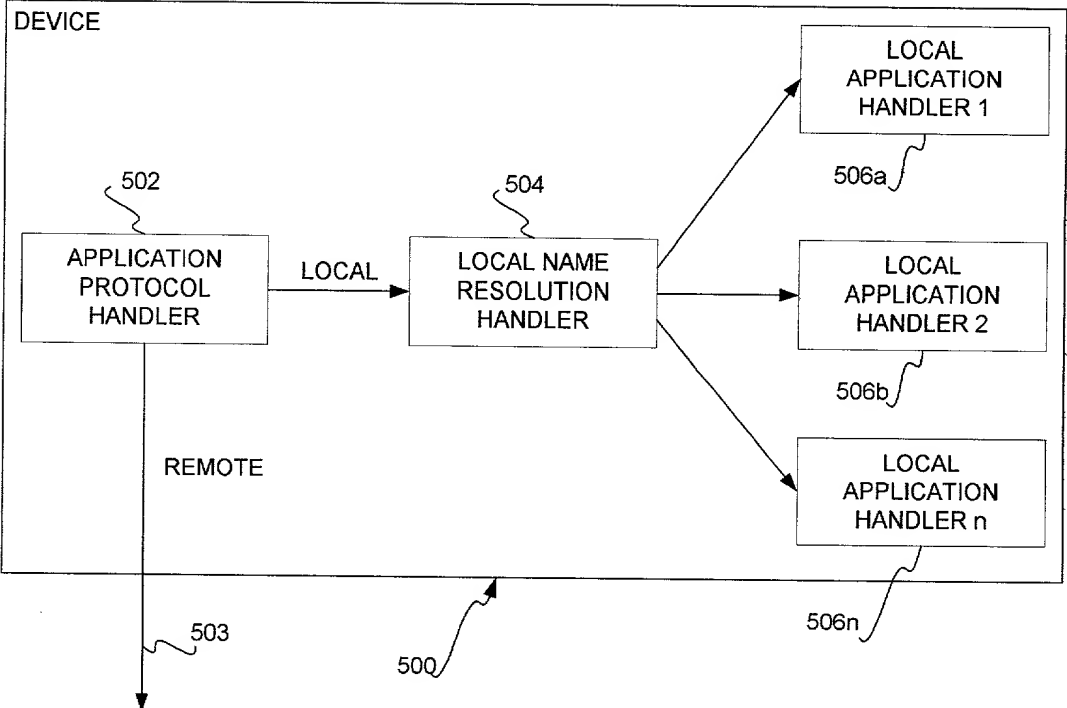 DEVICE
LOCAL
APPLICATION
HANDLER 1
506a
502
504
APPLICATION
PROTOCOL
HANDLER
LOCAL
LOCAL NAME
RESOLUTION
HANDLER
LOCAL
APPLICATION
HANDLER 2
506b
REMOTE
LOCAL
APPLICATION
HANDLER n
506n
503
500